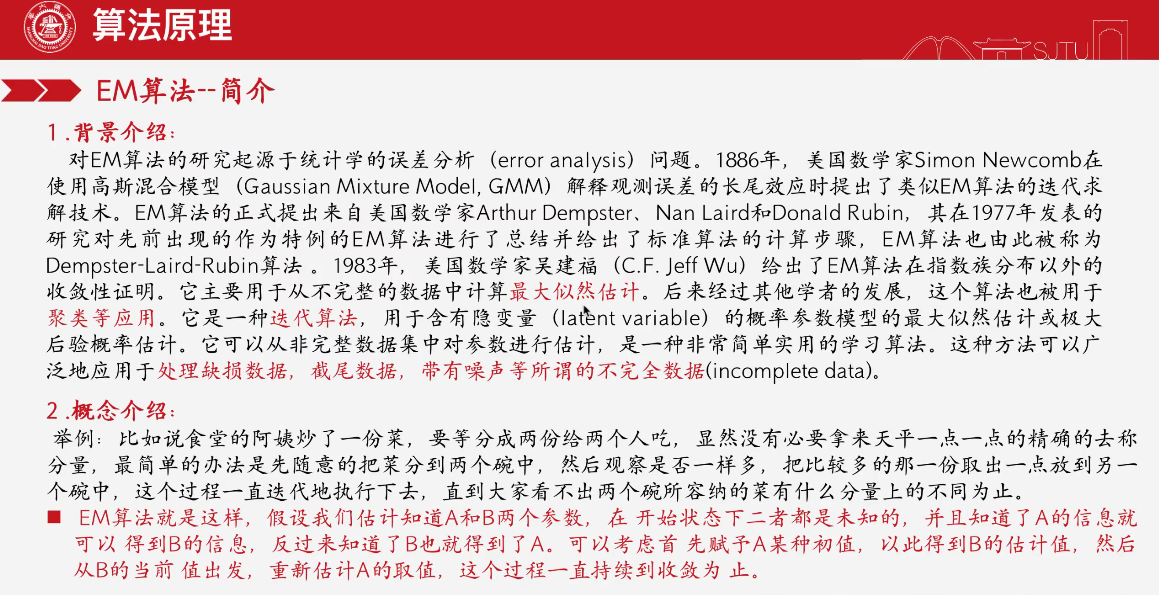 算法原理
SJTU
EM算法--简介
1 .背景介绍：
对EM算法的研究起源于统计学的误差分析（error analysis）问题。1886年，美国数学家Simon Newcomb在
使用高斯混合模型（Gaussian Mixture Model, GMM）解释观测误差的长尾效应时提出了类似EM算法的迭代求
解技术。EM算法的正式提出来自美国数学家Arthur Dempster、Nan Laird和Donald Rubin，其在1977年发表的
研究对先前出现的作为特例的EM算法进行了总结并给出了标准算法的计算步骤，EM算法也由此被称为
Dempster-Laird-Rubin算法 。1983年，美国数学家吴建福（C.F. Jeff Wu）给出了EM算法在指数族分布以外的
收敛性证明。它主要用于从不完整的数据中计算最大似然估计。后来经过其他学者的发展，这个算法也被用于
聚类等应用。它是一种迭代算法，用于含有隐变量（latent variable）的概率参数模型的最大似然估计或极大
后验概率估计。它可以从非完整数据集中对参数进行估计，是一种非常简单实用的学习算法。这种方法可以广
泛地应用于处理缺损数据，截尾数据，带有噪声等所谓的不完全数据(incomplete data)。
2 .概念介绍：
举例：比如说食堂的阿姨炒了一份菜，要等分成两份给两个人吃，显然没有必要拿来天平一点一点的精确的去称
分量，最简单的办法是先随意的把菜分到两个碗中，然后观察是否一样多，把比较多的那一份取出一点放到另一
个碗中，这个过程一直迭代地执行下去，直到大家看不出两个碗所容纳的菜有什么分量上的不同为止。
■ EM算法就是这样，假设我们估计知道A和B两个参数，在 开始状态下二者都是未知的，并且知道了A的信息就
可以 得到B的信息，反过来知道了B也就得到了A。可以考虑首 先赋予A某种初值，以此得到B的估计值，然后
从B的当前 值出发，重新估计A的取值，这个过程一直持续到收敛为 止。